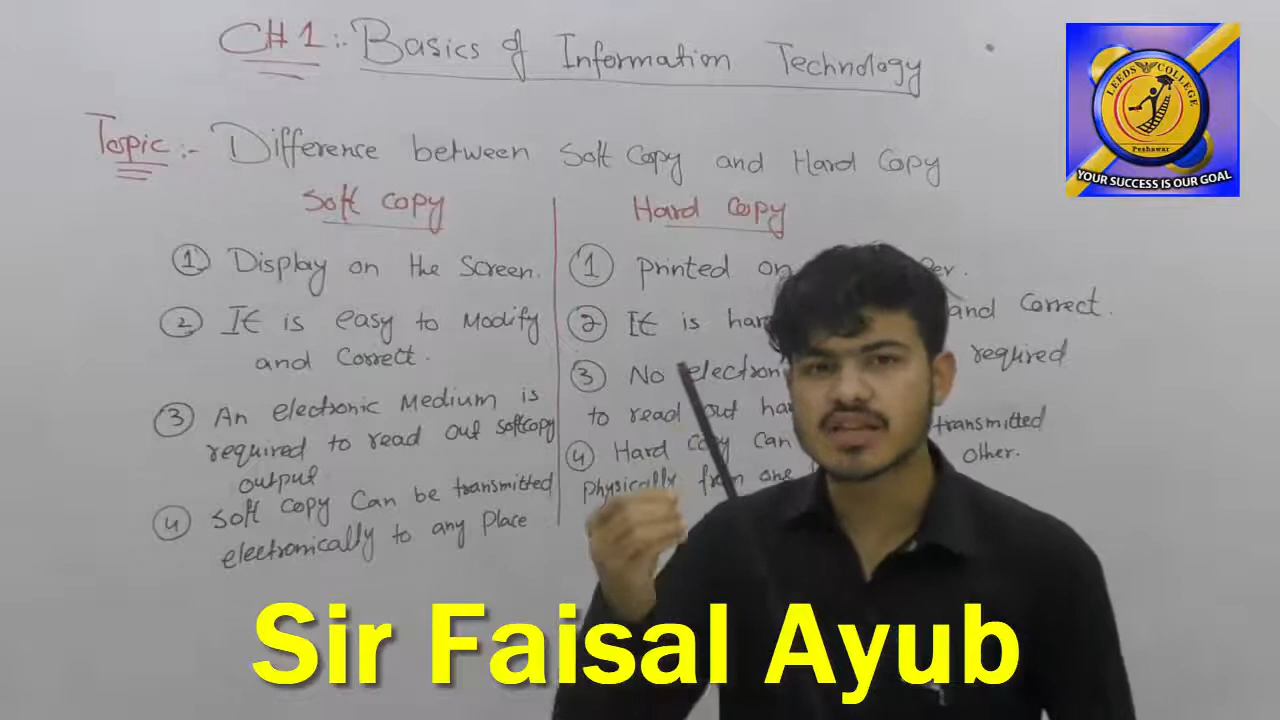 CH 1:- Basics of Information Technology
Topic:- Difference between Soft Copy and Hard Copy
Soft copy
① Display on the Screen.
② It is easy to Modify
and Correct.
③ An electronic Medium is
required to read out softcopy
output
④ Soft copy Can be transmitted
electronically to any Place
Hard Copy
① printed on
② It is and Correct.
③ No required
to read out
④ Hard copy can transmitted
physically from one other.
LEEDS COLLEGE
Peshawar
YOUR SUCCESS IS OUR GOAL
Sir Faisal Ayub